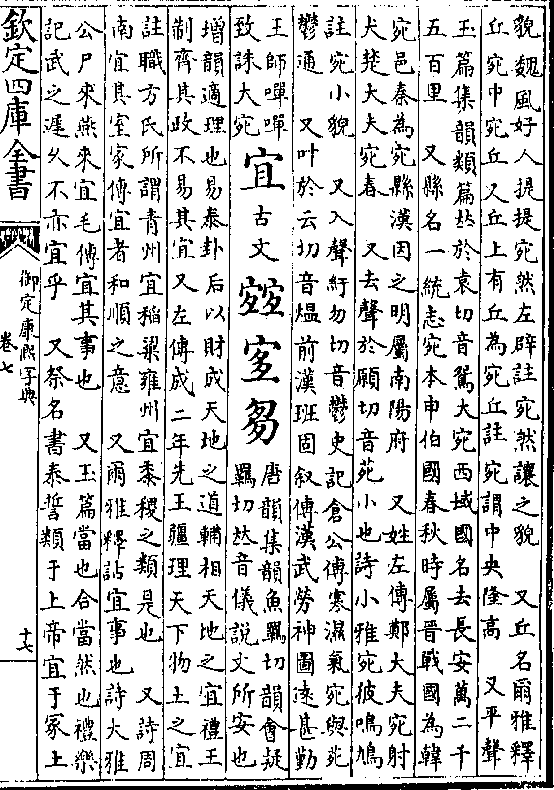 貌魏風好人提提宛然左辟註宛然讓之貌　又丘名爾雅釋
丘宛中宛丘又丘上有丘為宛丘註宛謂中央隆高　又平聲
玉篇集韻類篇𠀤於袁切音鴛大宛西域國名去長安萬二千
五百里　又縣名一統志宛本申伯國春秋時屬晉戰國為韓
宛邑秦為宛縣漢因之明屬南陽府　又姓左傳鄭大夫宛射
犬楚大夫宛春　又去聲於願切音苑小也詩小雅宛彼鳴鳩
註宛小貌　又入聲紆勿切音鬱史記倉公傳寒濕氣宛與菀
鬱通　又叶於云切音熅前漢班固叙傳漢武勞神圖遠甚勤
王師嘽嘽
致誅大宛
宜古文𡪀𡧧𡖊唐韻集韻魚羈切韻會疑
羈切𠀤音儀說文所安也
增韻適理也易泰卦后以財成天地之道輔相天地之宜禮王
制齊其政不易其宜又左傳成二年先王疆理天下物土之宜
註職方氏所謂青州宜稻粱雍州宜黍稷之類是也　又詩周
南宜其室家傳宜者和順之意　又爾雅釋詁宜事也詩大雅
公尸來燕來宜毛傳宜其事也　又玉篇當也合當然也禮樂
記武之遲久不亦宜乎　又祭名書泰誓類于上帝宜于冢土
欽定四庫全書
御定康熙字典
卷七
十七